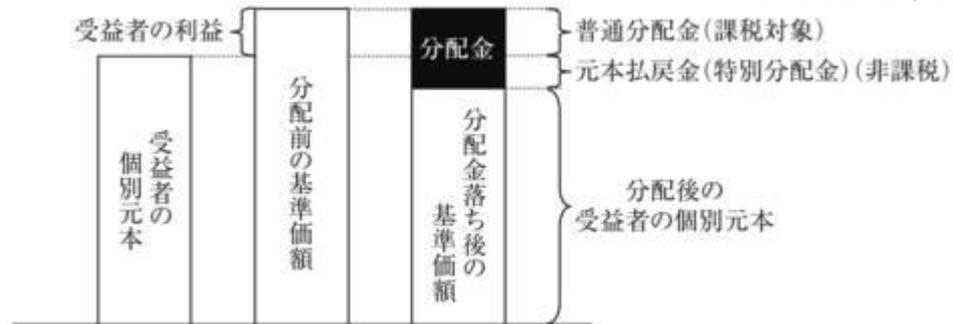 受益者の利益
分配金
普通分配金(課税対象)
元本払戻金(特別分配金)(非課税)
受益者の
個別元本
分配前の基準価額
分配金落ち後の
基準価額
分配後の
受益者の個別元本